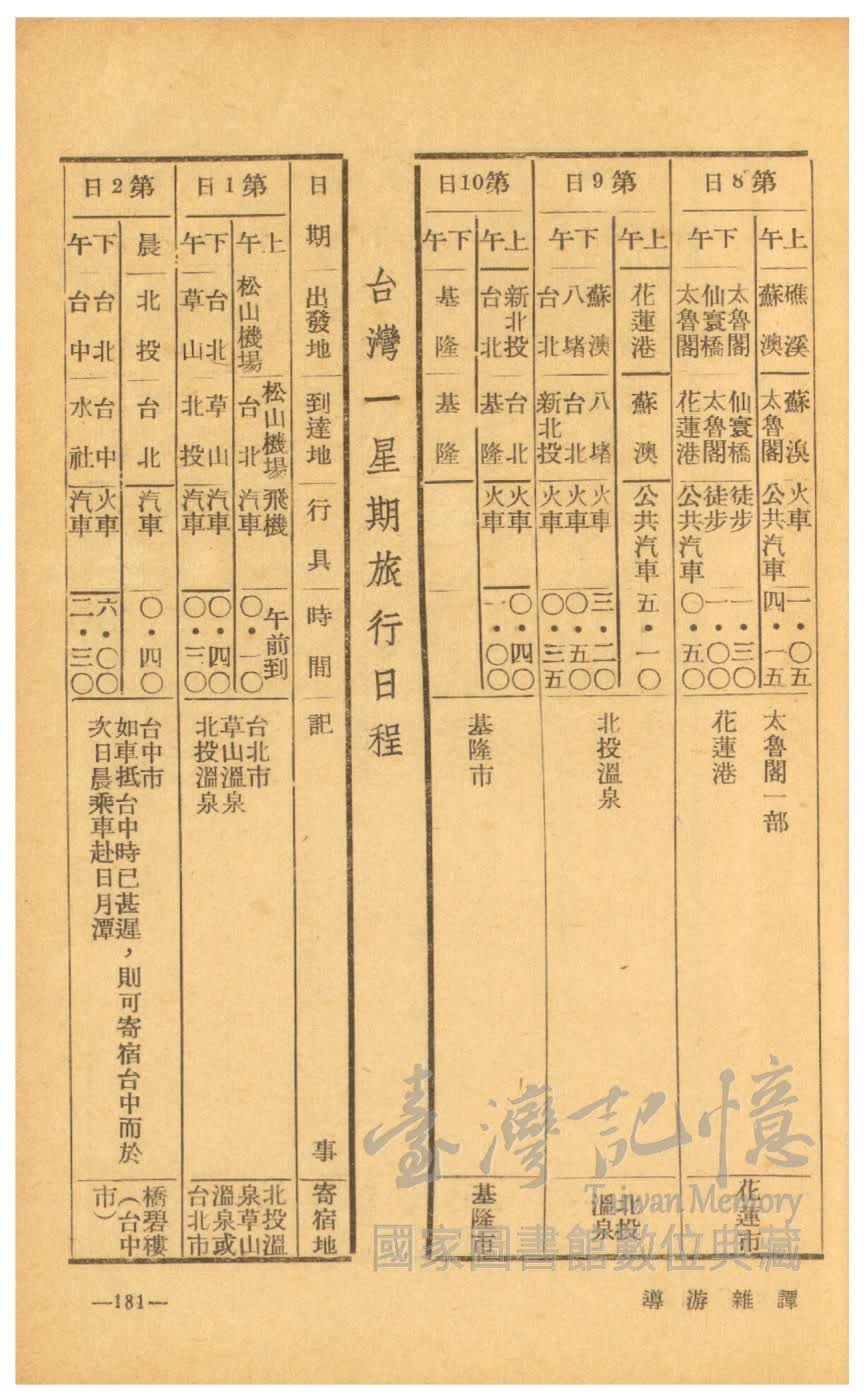 第8日
上午
礁溪 蘇淏 火車 一・〇五
蘇澳 太魯閣 公共汽車 四・一五
下午
太魯閣 仙寰橋 徒步 一・三〇
仙寰橋 太魯閣 徒步 一・〇〇
太魯閣 花蓮港 公共汽車 〇・五〇
太魯閣一部
花蓮港
花蓮市
第9日
上午
花蓮港 蘇澳 公共汽車 五・一〇
下午
蘇澳 八堵 火車 三・二〇
八堵 台北 火車 〇・五〇
台北 新北投 火車 〇・三五
北投溫泉
北投
溫泉
第10日
上午
新北投 台北 火車 〇・四〇
台北 基隆 火車 一・〇〇
下午
基隆 基隆
基隆市
基隆市
台灣一星期旅行日程
日期 出發地 到達地 行具 時間 記事 寄宿地
第1日
上午
松山機場 飛機 午前到
松山機場 台北 汽車 〇・一〇
下午
台北 草山 汽車 〇・四〇
草山 北投 汽車 〇・三〇
台北市
草山溫泉
北投溫泉
北投溫
泉草山
溫泉或
台北市
第2日
晨
北投 台北 汽車 〇・四〇
下午
台北 台中 火車 六・〇〇
台中 水社 汽車 二・三〇
台中市
如車抵台中時已甚遲，則可寄宿台中而於
次日晨乘車赴日月潭
橋碧樓
（台中
市）
導游雜譚
—181—
臺灣記憶
Taiwan Memory
國家圖書館數位典藏